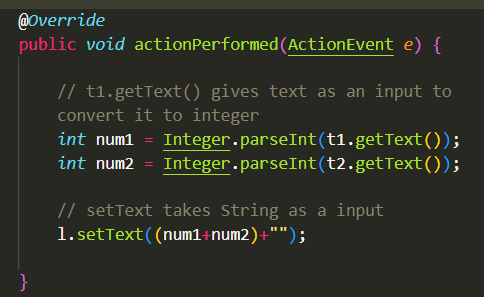 @Override
public void actionPerformed(ActionEvent e) {
// t1.getText() gives text as an input to
convert it to integer
int num1 = Integer.parseInt(t1.getText());
int num2 = Integer.parseInt(t2.getText());
// setText takes String as a input
l.setText((num1+num2)+"");
}